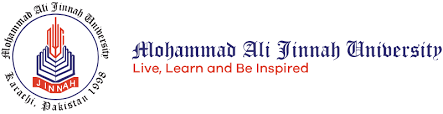 Mohammad Ali Jinnah University
JINNAH
Karachi, Pakistan 1998
Mohammad Ali Jinnah University
Live, Learn and Be Inspired